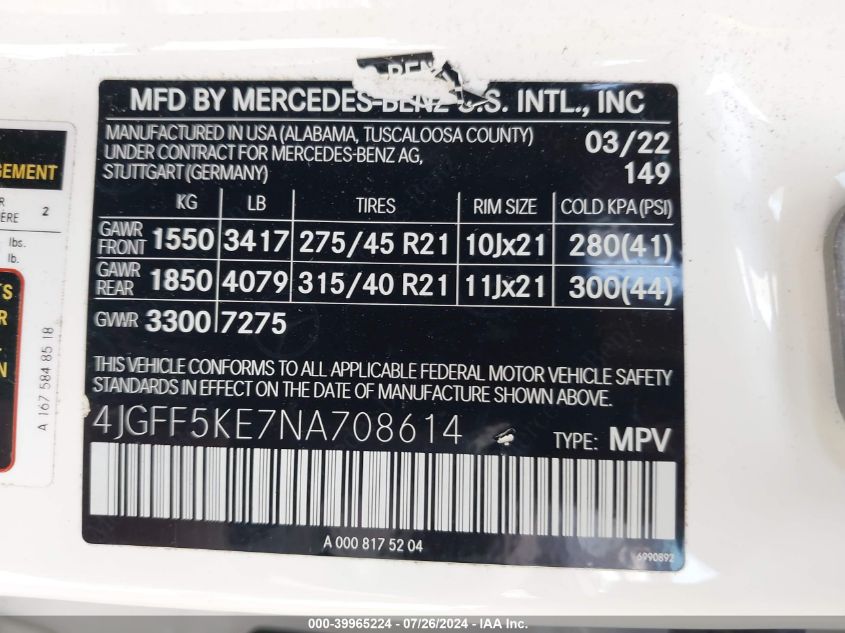 MFD BY MERCEDES-BENZ U.S. INTL., INC
MANUFACTURED IN USA (ALABAMA, TUSCALOOSA COUNTY) 03/22
UNDER CONTRACT FOR MERCEDES-BENZ AG,
STUTTGART (GERMANY) 149
KG LB TIRES RIM SIZE COLD KPA (PSI)
GAWR FRONT 1550 3417 275/45 R21 10Jx21 280(41)
GAWR REAR 1850 4079 315/40 R21 11Jx21 300(44)
GVWR 3300 7275
THIS VEHICLE CONFORMS TO ALL APPLICABLE FEDERAL MOTOR VEHICLE SAFETY
STANDARDS IN EFFECT ON THE DATE OF MANUFACTURE SHOWN ABOVE.
4JGFF5KE7NA708614 TYPE: MPV
A 000 817 52 04
6990892
GEMENT
ÈRE 2
lbs.
lb.
TS
R
N
A 167 584 85 18
000-39965224 - 07/26/2024 - IAA Inc.